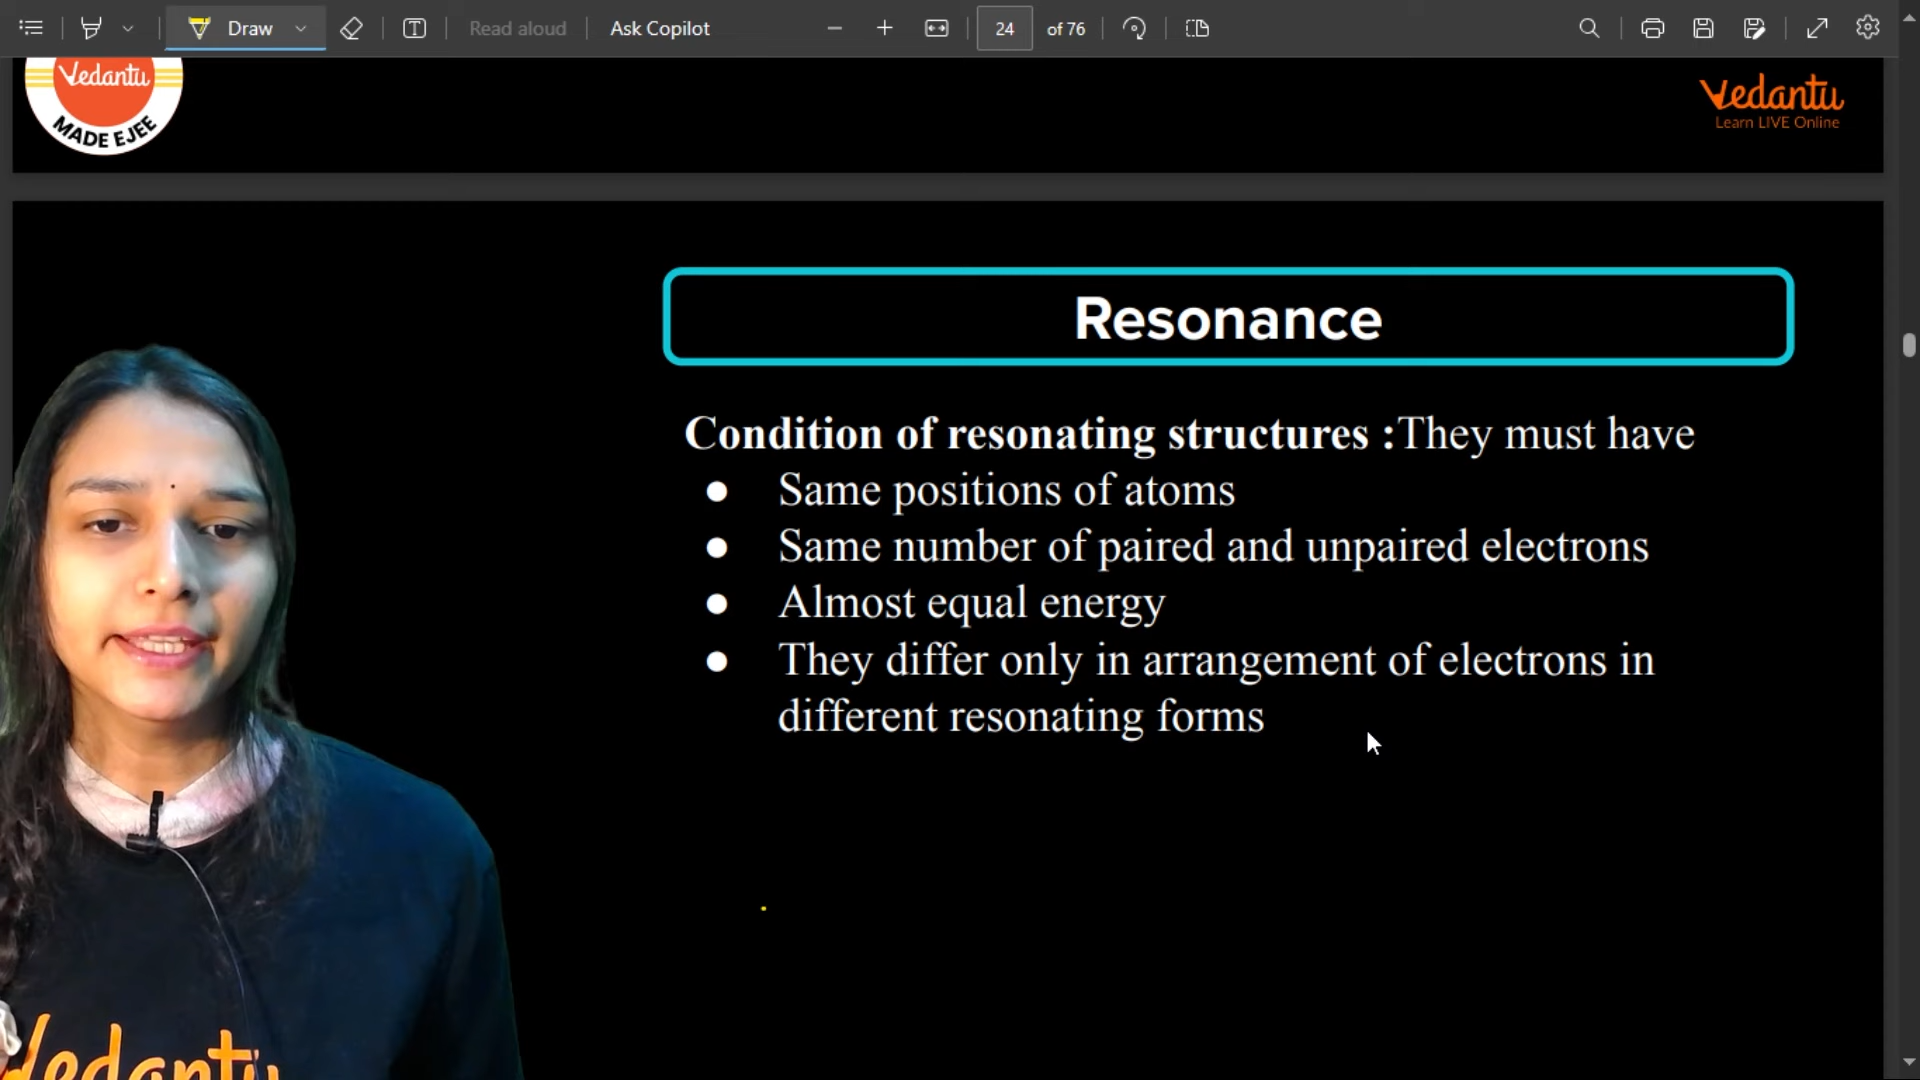 Draw
Read aloud
Ask Copilot
24
of 76
Vedantu
MADE EJEE
Vedantu
Learn LIVE Online
Resonance
Condition of resonating structures :They must have
● Same positions of atoms
● Same number of paired and unpaired electrons
● Almost equal energy
● They differ only in arrangement of electrons in
different resonating forms
Vedantu